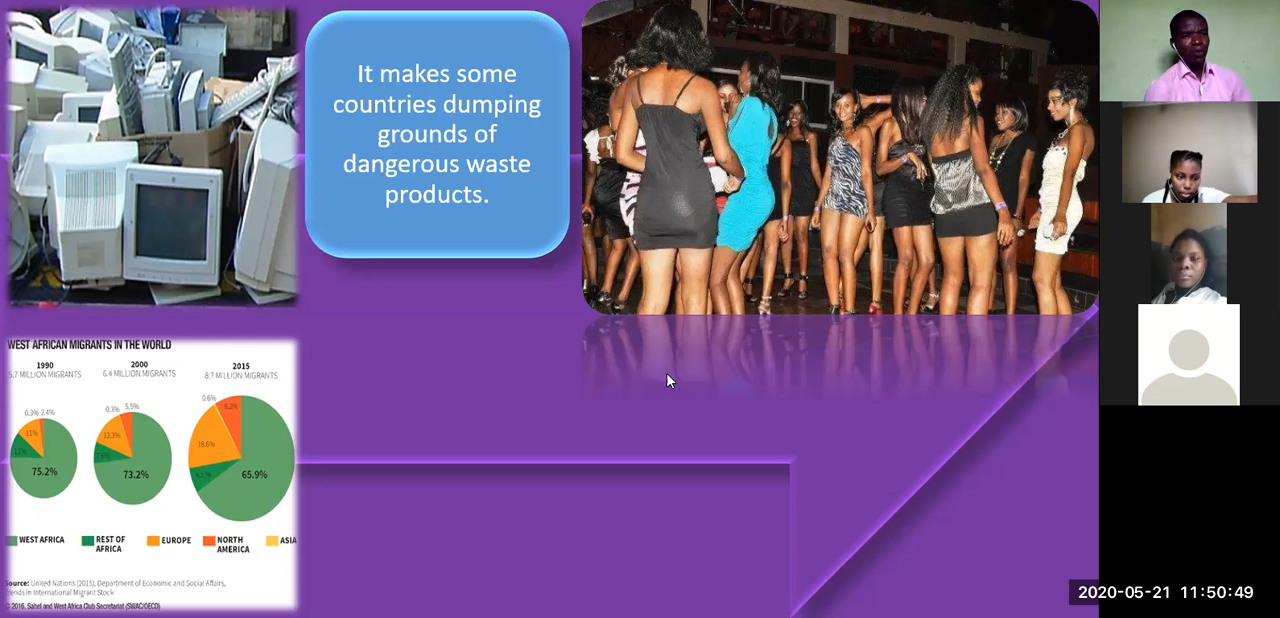 It makes some
countries dumping
grounds of
dangerous waste
products.
WEST AFRICAN MIGRANTS IN THE WORLD
1990
5.7 MILLION MIGRANTS
2000
6.4 MILLION MIGRANTS
2015
8.7 MILLION MIGRANTS
0.3% 2.4%
11%
11%
75.2%
0.3% 5.5%
13.3%
7.6%
73.2%
0.6%
8.2%
18.6%
65.9%
WEST AFRICA
REST OF
AFRICA
EUROPE
NORTH
AMERICA
ASIA
Source: United Nations (2015), Department of Economic and Social Affairs,
Trends in International Migrant Stock
© 2016. Sahel and West Africa Club Secretariat (SWAC/OECD)
2020-05-21 11:50:49